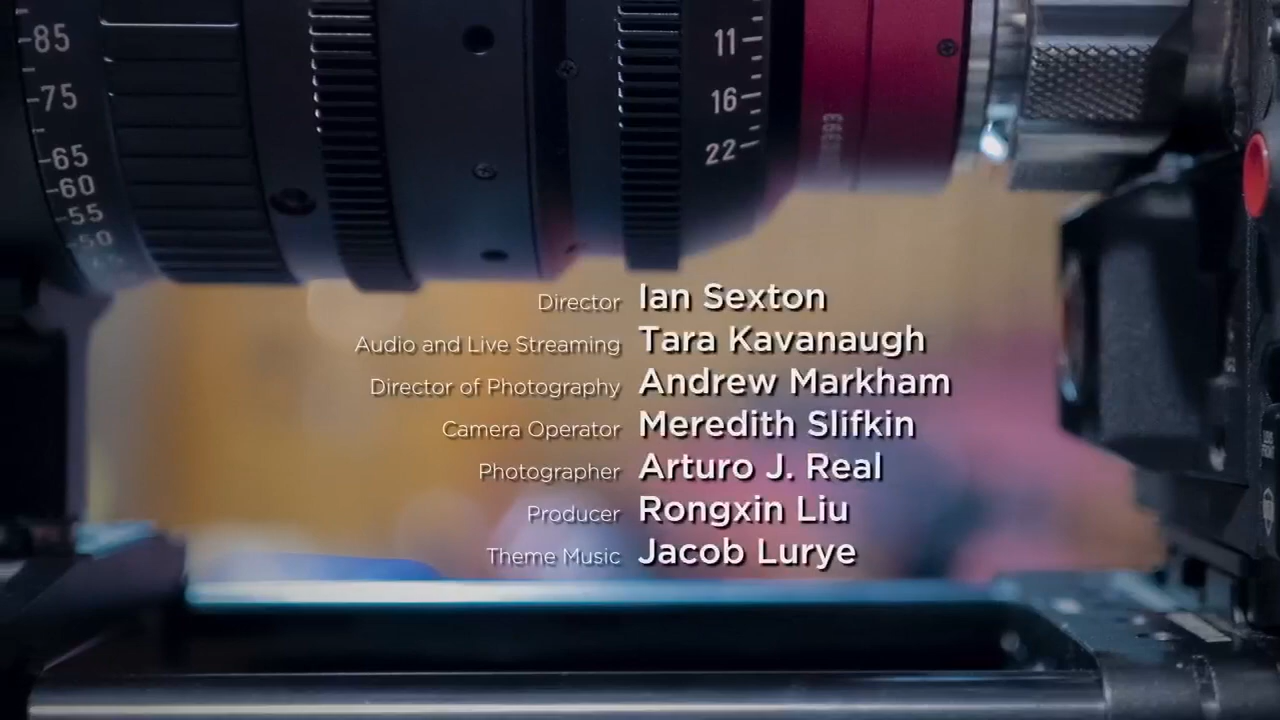 85
75
65
60
55
50
11
16
22
Director Ian Sexton
Audio and Live Streaming Tara Kavanaugh
Director of Photography Andrew Markham
Camera Operator Meredith Slifkin
Photographer Arturo J. Real
Producer Rongxin Liu
Theme Music Jacob Lurye